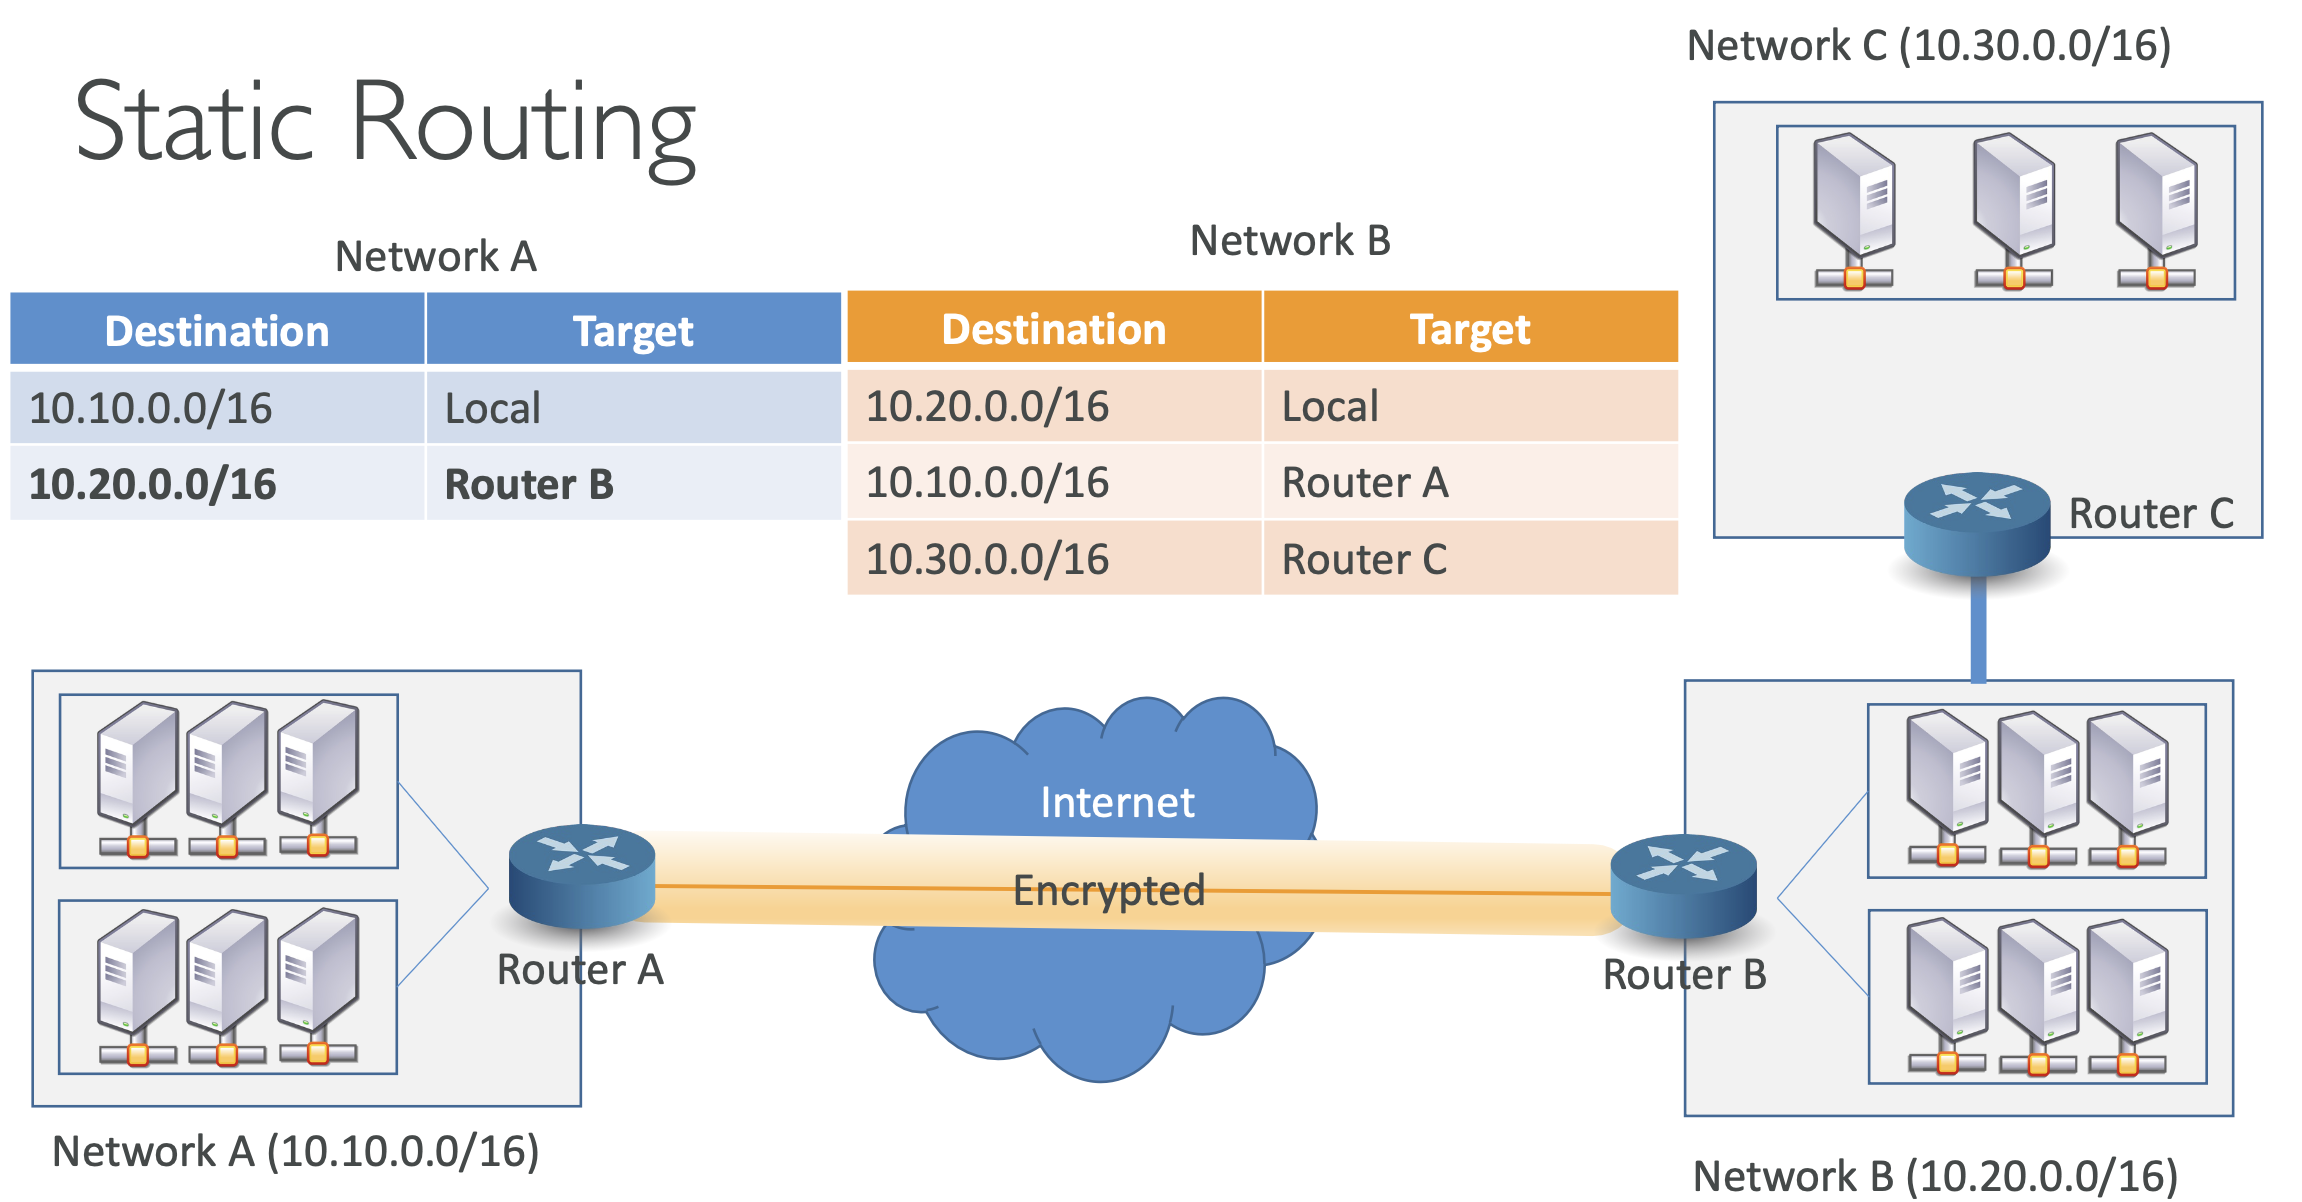 Static Routing
Network A
Destination Target
10.10.0.0/16 Local
10.20.0.0/16 Router B
Network B
Destination Target
10.20.0.0/16 Local
10.10.0.0/16 Router A
10.30.0.0/16 Router C
Network C (10.30.0.0/16)
Router C
Internet
Encrypted
Router A
Router B
Network A (10.10.0.0/16)
Network B (10.20.0.0/16)